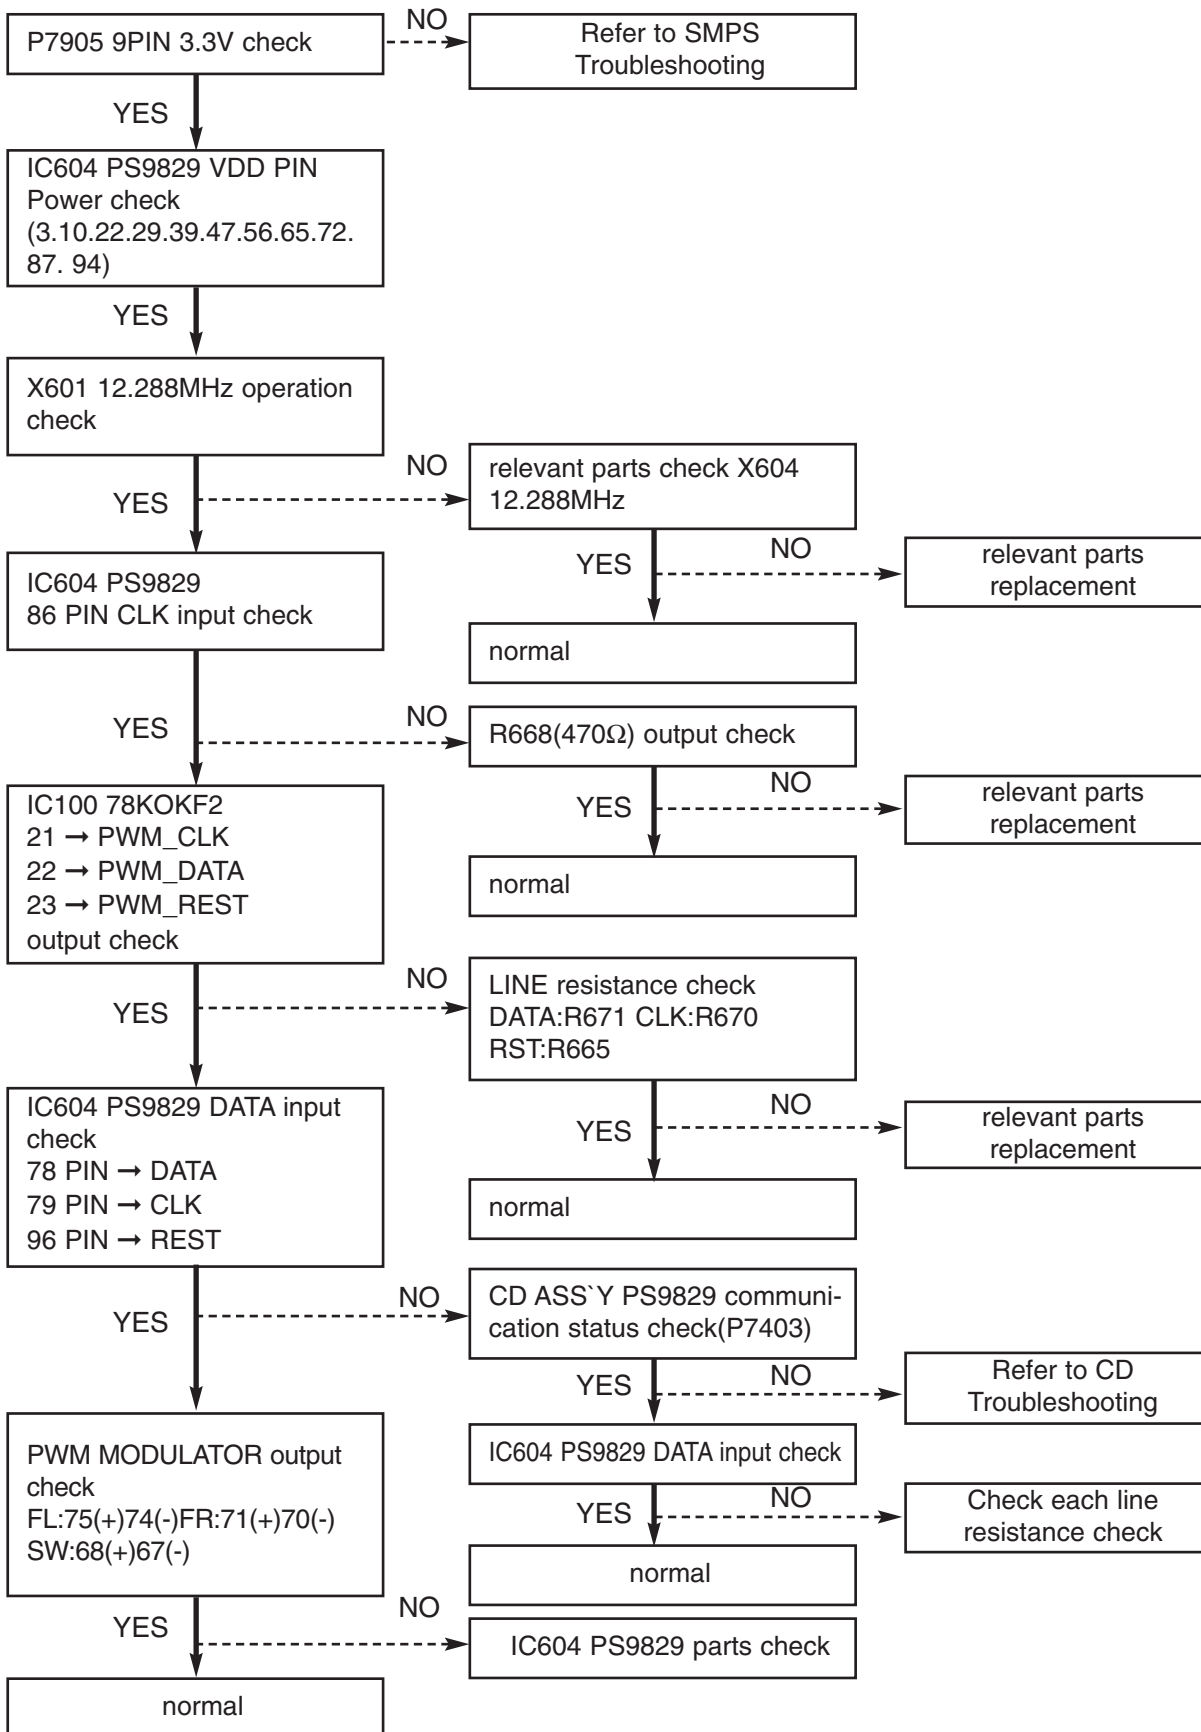 P7905 9PIN 3.3V check
NO
Refer to SMPS
Troubleshooting
YES
IC604 PS9829 VDD PIN
Power check
(3.10.22.29.39.47.56.65.72.
87. 94)
YES
X601 12.288MHz operation
check
NO
relevant parts check X604
12.288MHz
YES
YES
NO
relevant parts
replacement
IC604 PS9829
86 PIN CLK input check
normal
YES
NO
R668(470Ω) output check
YES
NO
relevant parts
replacement
IC100 78KOKF2
21 → PWM_CLK
22 → PWM_DATA
23 → PWM_REST
output check
normal
YES
NO
LINE resistance check
DATA:R671 CLK:R670
RST:R665
YES
NO
relevant parts
replacement
IC604 PS9829 DATA input
check
78 PIN → DATA
79 PIN → CLK
96 PIN → REST
normal
YES
NO
CD ASS`Y PS9829 communi-
cation status check(P7403)
YES
NO
Refer to CD
Troubleshooting
PWM MODULATOR output
check
FL:75(+)74(-)FR:71(+)70(-)
SW:68(+)67(-)
IC604 PS9829 DATA input check
YES
NO
Check each line
resistance check
normal
YES
NO
IC604 PS9829 parts check
normal